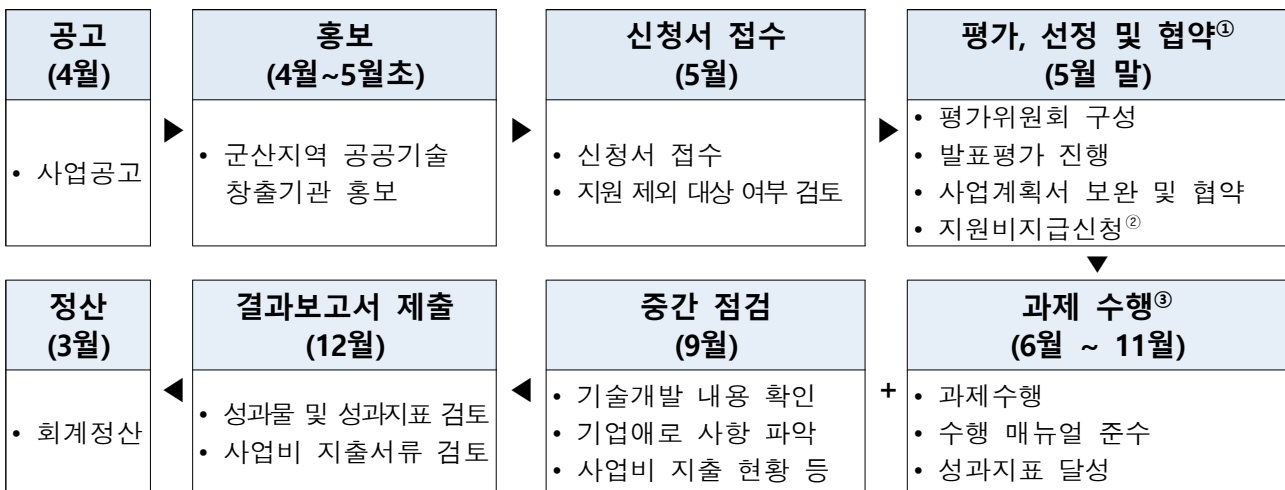 공고
(4월)
• 사업공고
▶
홍보
(4월~5월초)
• 군산지역 공공기술
창출기관 홍보
▶
신청서 접수
(5월)
• 신청서 접수
• 지원 제외 대상 여부 검토
▶
평가, 선정 및 협약①
(5월 말)
• 평가위원회 구성
• 발표평가 진행
• 사업계획서 보완 및 협약
• 지원비지급신청②
▼
과제 수행③
(6월 ~ 11월)
• 과제수행
• 수행 매뉴얼 준수
• 성과지표 달성
+
중간 점검
(9월)
• 기술개발 내용 확인
• 기업애로 사항 파악
• 사업비 지출 현황 등
◀
결과보고서 제출
(12월)
• 성과물 및 성과지표 검토
• 사업비 지출서류 검토
◀
정산
(3월)
• 회계정산